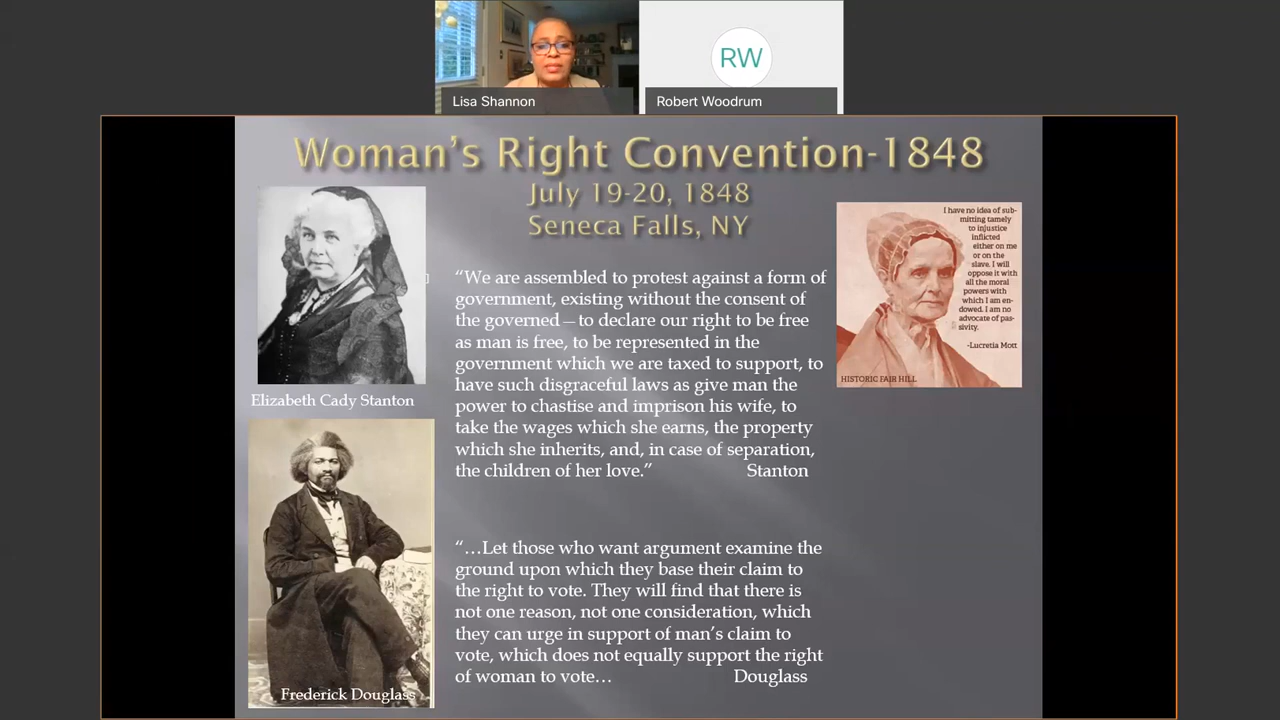 RW
Lisa Shannon
Robert Woodrum
Woman's Right Convention-1848
July 19-20, 1848
Seneca Falls, NY
Elizabeth Cady Stanton
Frederick Douglass
“We are assembled to protest against a form of
government, existing without the consent of
the governed—to declare our right to be free
as man is free, to be represented in the
government which we are taxed to support, to
have such disgraceful laws as give man the
power to chastise and imprison his wife, to
take the wages which she earns, the property
which she inherits, and, in case of separation,
the children of her love.” Stanton
“…Let those who want argument examine the
ground upon which they base their claim to
the right to vote. They will find that there is
not one reason, not one consideration, which
they can urge in support of man’s claim to
vote, which does not equally support the right
of woman to vote… Douglass
I have no idea of sub-
mitting tamely
to injustice
inflicted
either on me
or on the
slave. I will
oppose it with
all the moral
powers with
which I am en-
dowed. I am no
advocate of pas-
sivity.
-Lucretia Mott
HISTORIC FAIR HILL